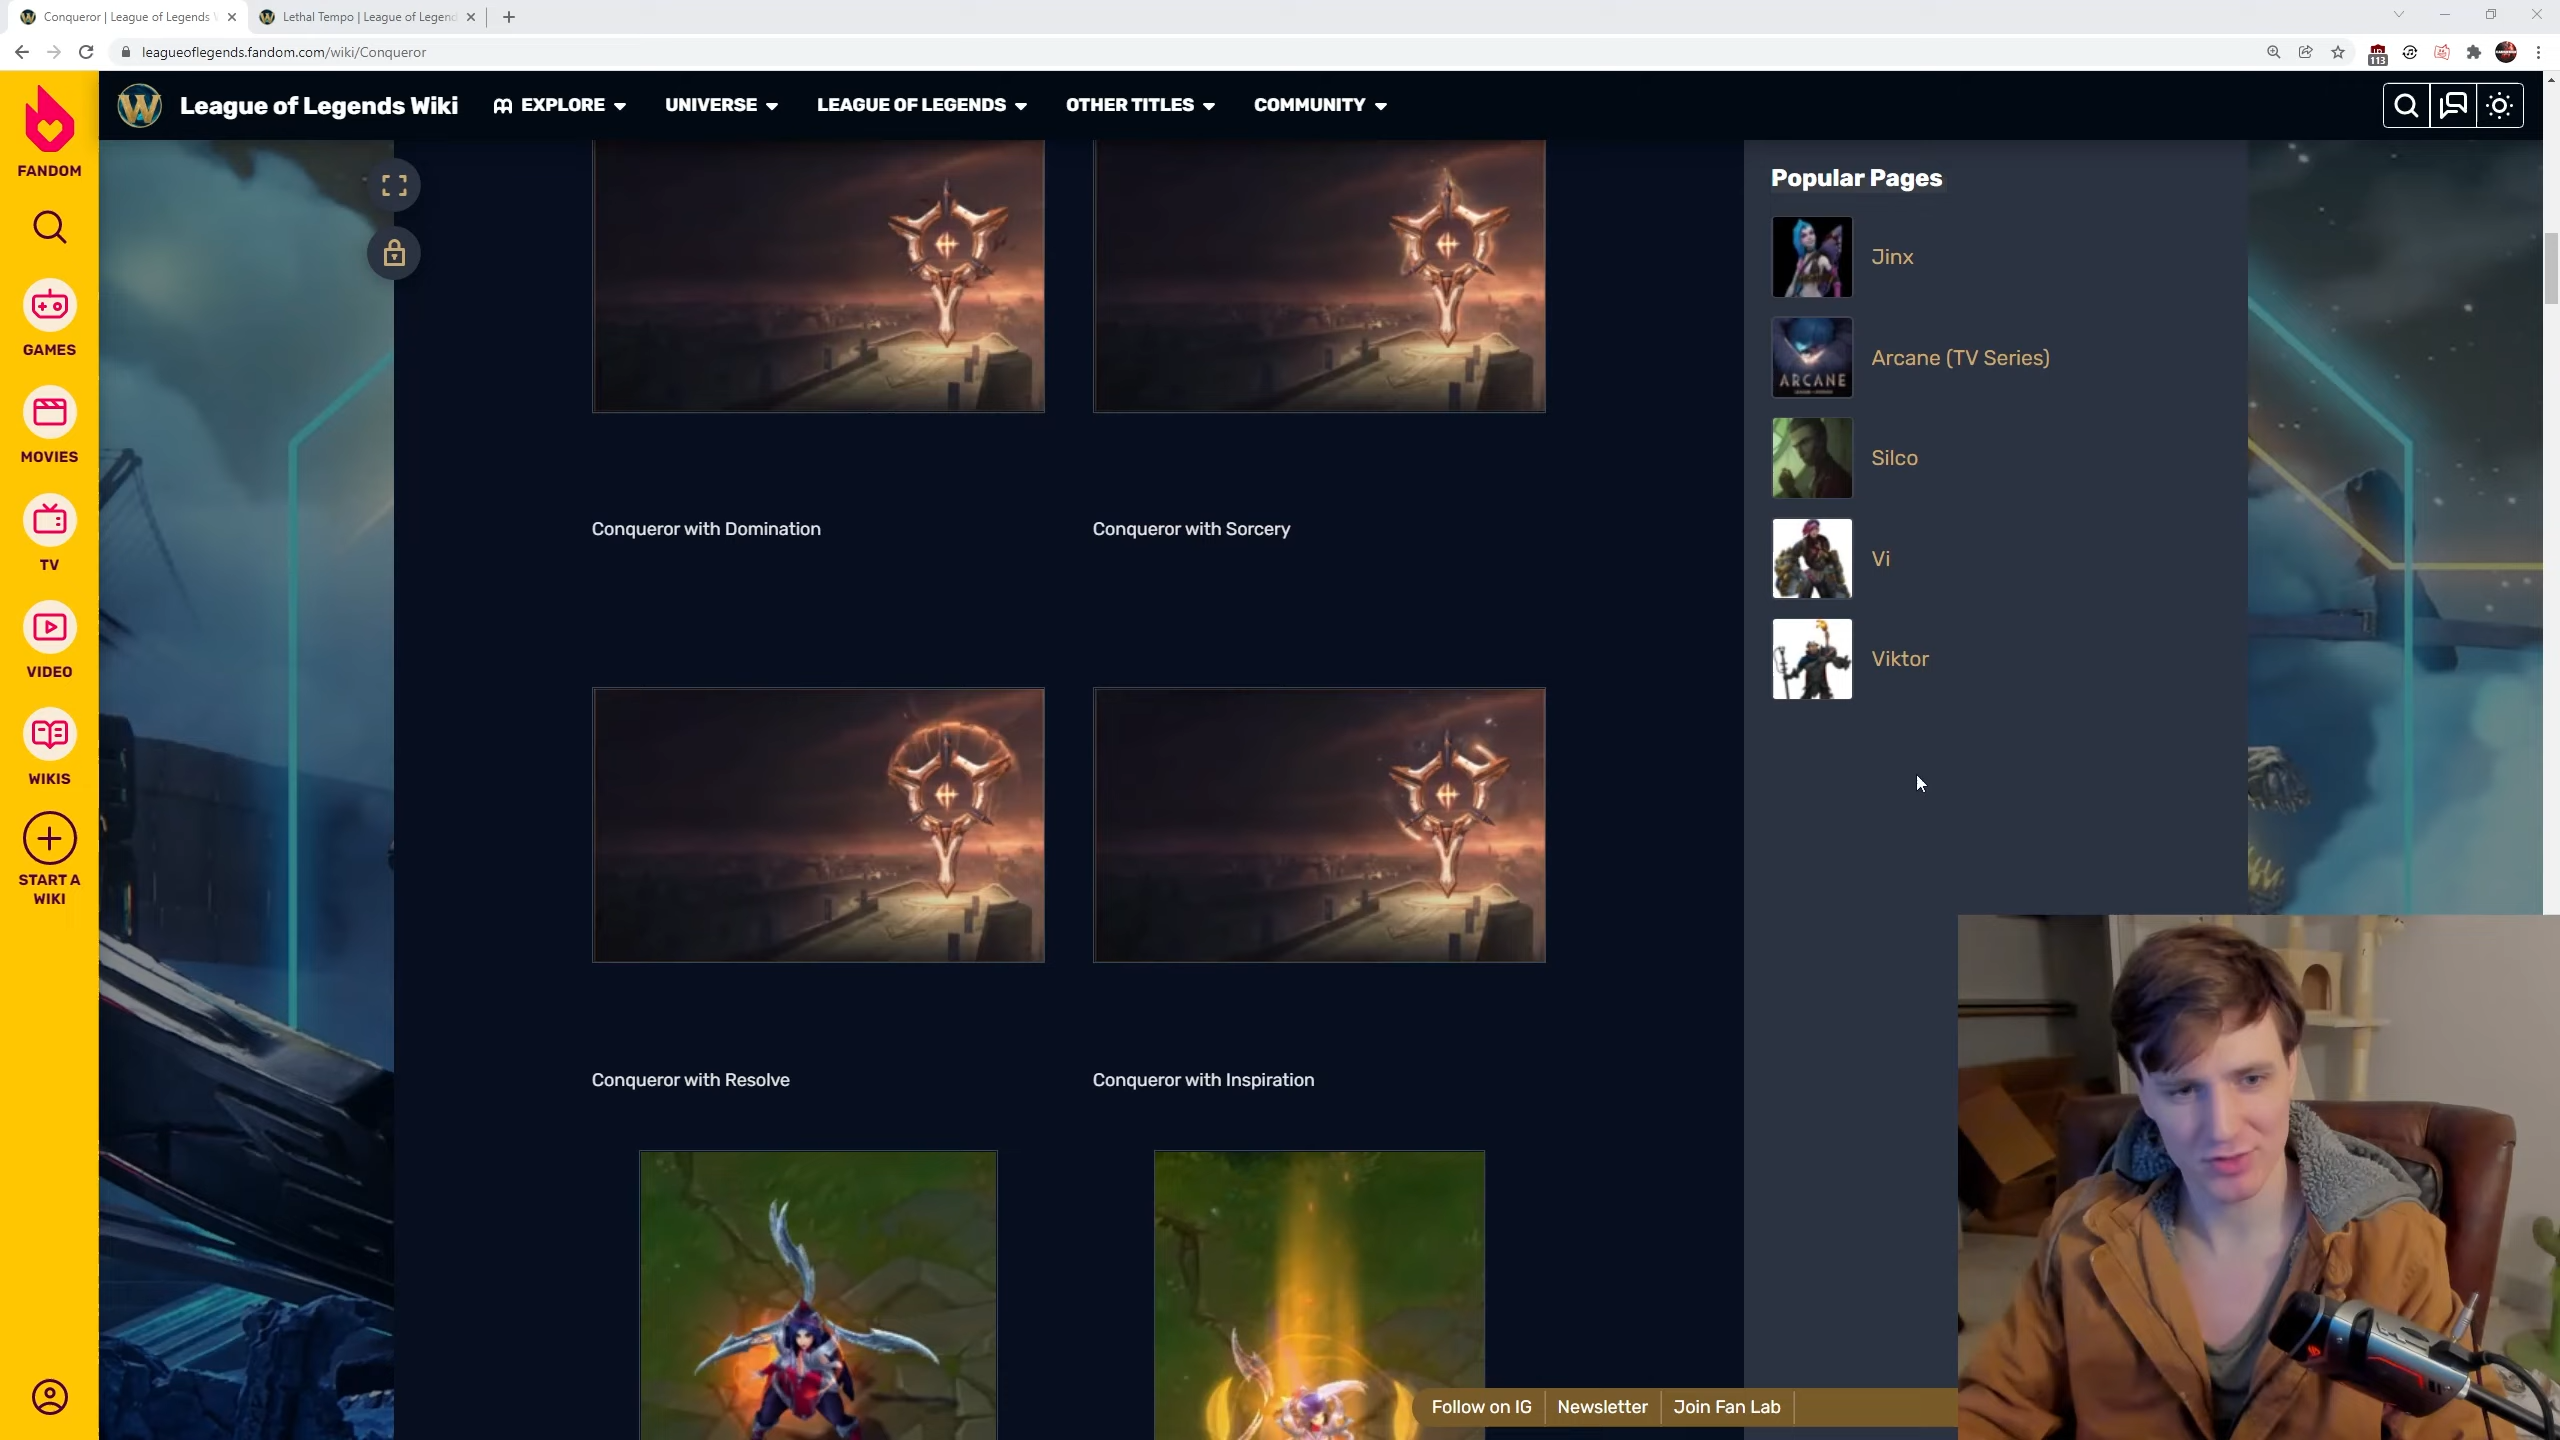 Conqueror | League of Legends
Lethal Tempo | League of Legend
leagueoflegends.fandom.com/wiki/Conqueror
113
FANDOM
League of Legends Wiki
EXPLORE
UNIVERSE
LEAGUE OF LEGENDS
OTHER TITLES
COMMUNITY
GAMES
MOVIES
TV
VIDEO
WIKIS
START A
WIKI
Conqueror with Domination
Conqueror with Sorcery
Conqueror with Resolve
Conqueror with Inspiration
Popular Pages
Jinx
Arcane (TV Series)
ARCANE
Silco
Vi
Viktor
Follow on IG
Newsletter
Join Fan Lab